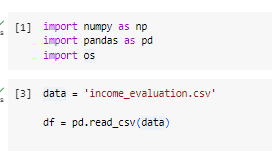 [1] import numpy as np
import pandas as pd
import os
[3] data = 'income_evaluation.csv'
df = pd.read_csv(data)